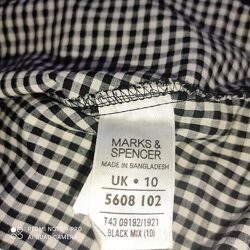 MARKS &
SPENCER
MADE IN BANGLADESH
UK • 10
5608 102
T43 09192/1921
BLACK MIX (10)
REDMI NOTE 8 PRO
AI QUAD CAMERA